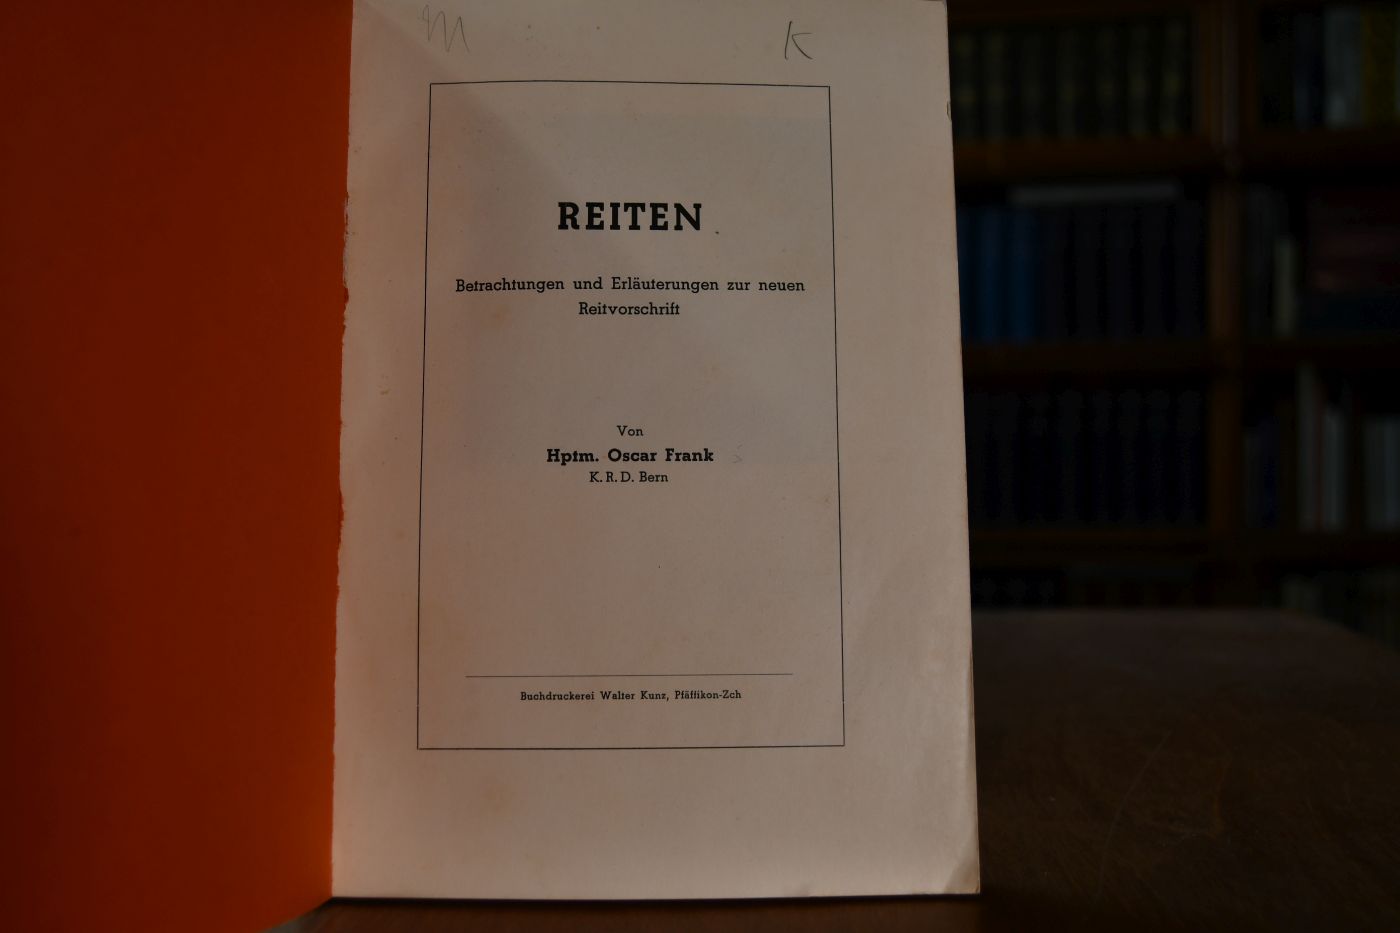 m k
REITEN
Betrachtungen und Erläuterungen zur neuen
Reitvorschrift
Von
Hptm. Oscar Frank
K. R. D. Bern
Buchdruckerei Walter Kunz, Pfäffikon-Zch